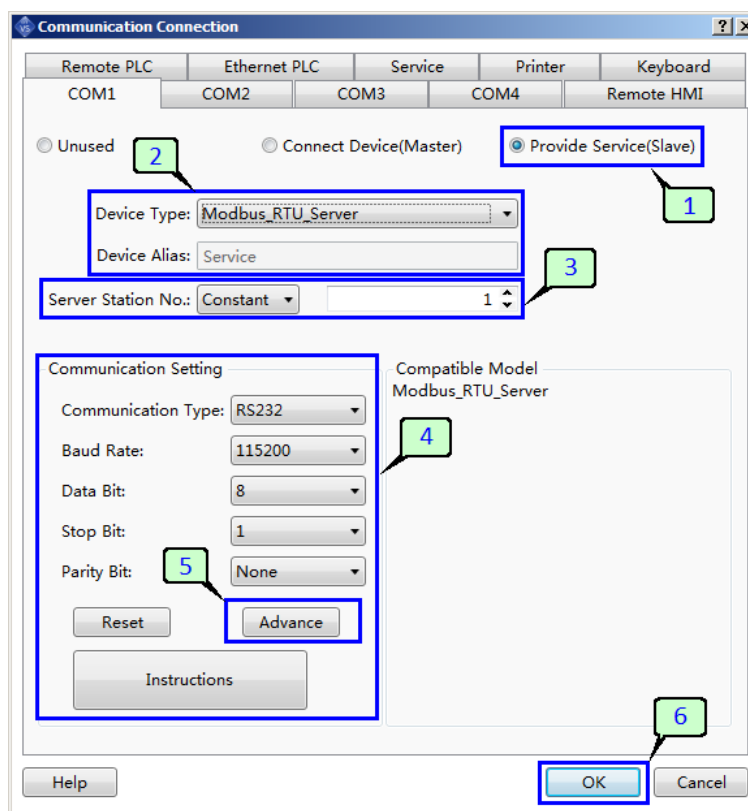 VS Communication Connection ? X
Remote PLC Ethernet PLC Service Printer Keyboard
COM1 COM2 COM3 COM4 Remote HMI
Unused Connect Device(Master) Provide Service(Slave)
2
1
Device Type: Modbus_RTU_Server
Device Alias: Service
3
Server Station No.: Constant 1
Communication Setting
Communication Type: RS232
Baud Rate: 115200
Data Bit: 8
Stop Bit: 1
Parity Bit: None
4
5
Reset Advance
Instructions
Compatible Model
Modbus_RTU_Server
6
Help OK Cancel